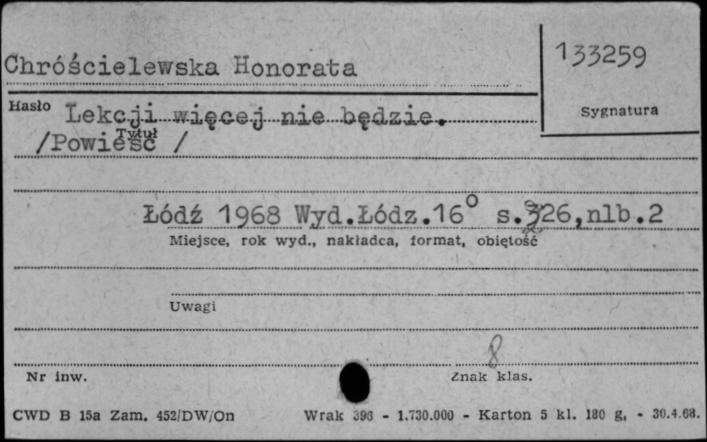 Chróścielewska Honorata
133259
Hasło
Sygnatura
Lekcji więcej nie będzie.
Tytuł
/Powieść /
Łódź 1968 Wyd.Łódz.16° s.326,nlb.2
Miejsce, rok wyd., nakładca, format, objętość
Uwagi
8
Nr inw.
Znak klas.
CWD B 15a Zam. 452/DW/On Wrak 396 - 1.730.000 - Karton 5 kl. 180 g. - 30.4.68.